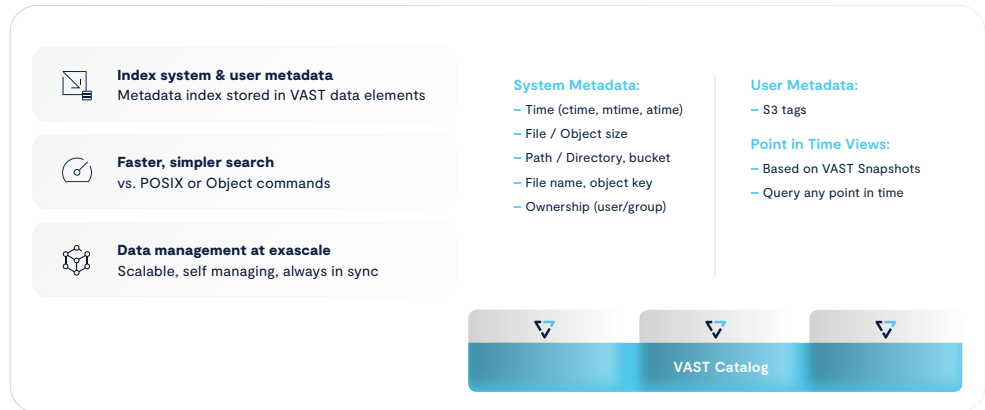 Index system & user metadata
Metadata index stored in VAST data elements
Faster, simpler search
vs. POSIX or Object commands
Data management at exascale
Scalable, self managing, always in sync
System Metadata:
– Time (ctime, mtime, atime)
– File / Object size
– Path / Directory, bucket
– File name, object key
– Ownership (user/group)
User Metadata:
– S3 tags
Point in Time Views:
– Based on VAST Snapshots
– Query any point in time
VAST Catalog